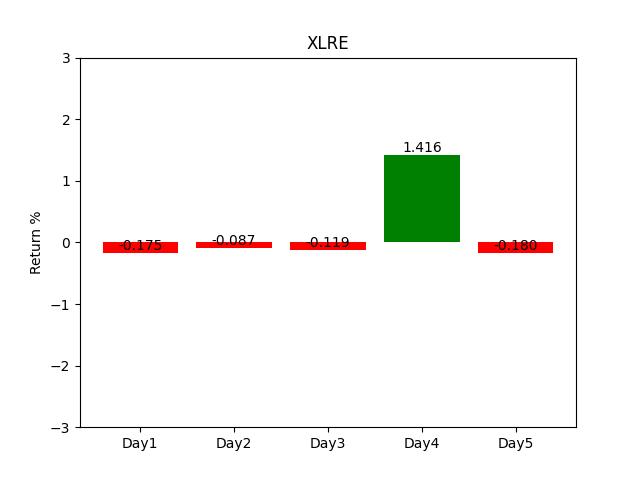 XLRE
Return %
3
2
1
0
−1
−2
−3
-0.175
-0.087
-0.119
1.416
-0.180
Day1
Day2
Day3
Day4
Day5